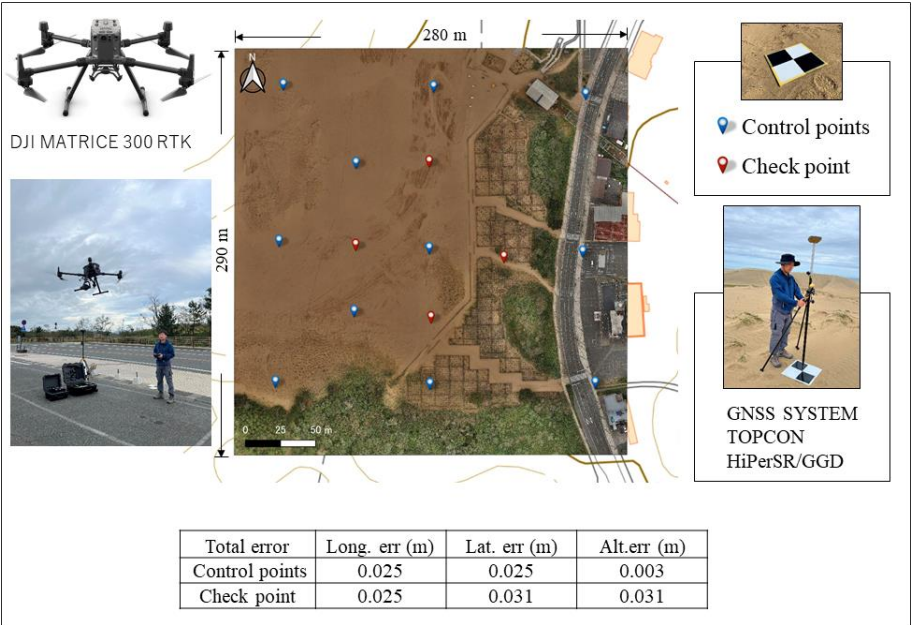 280 m
N
DJI MATRICE 300 RTK
Control points
Check point
290 m
0 25 50 m
GNSS SYSTEM
TOPCON
HiPerSR/GGD
Total error Long. err (m) Lat. err (m) Alt.err (m)
Control points 0.025 0.025 0.003
Check point 0.025 0.031 0.031